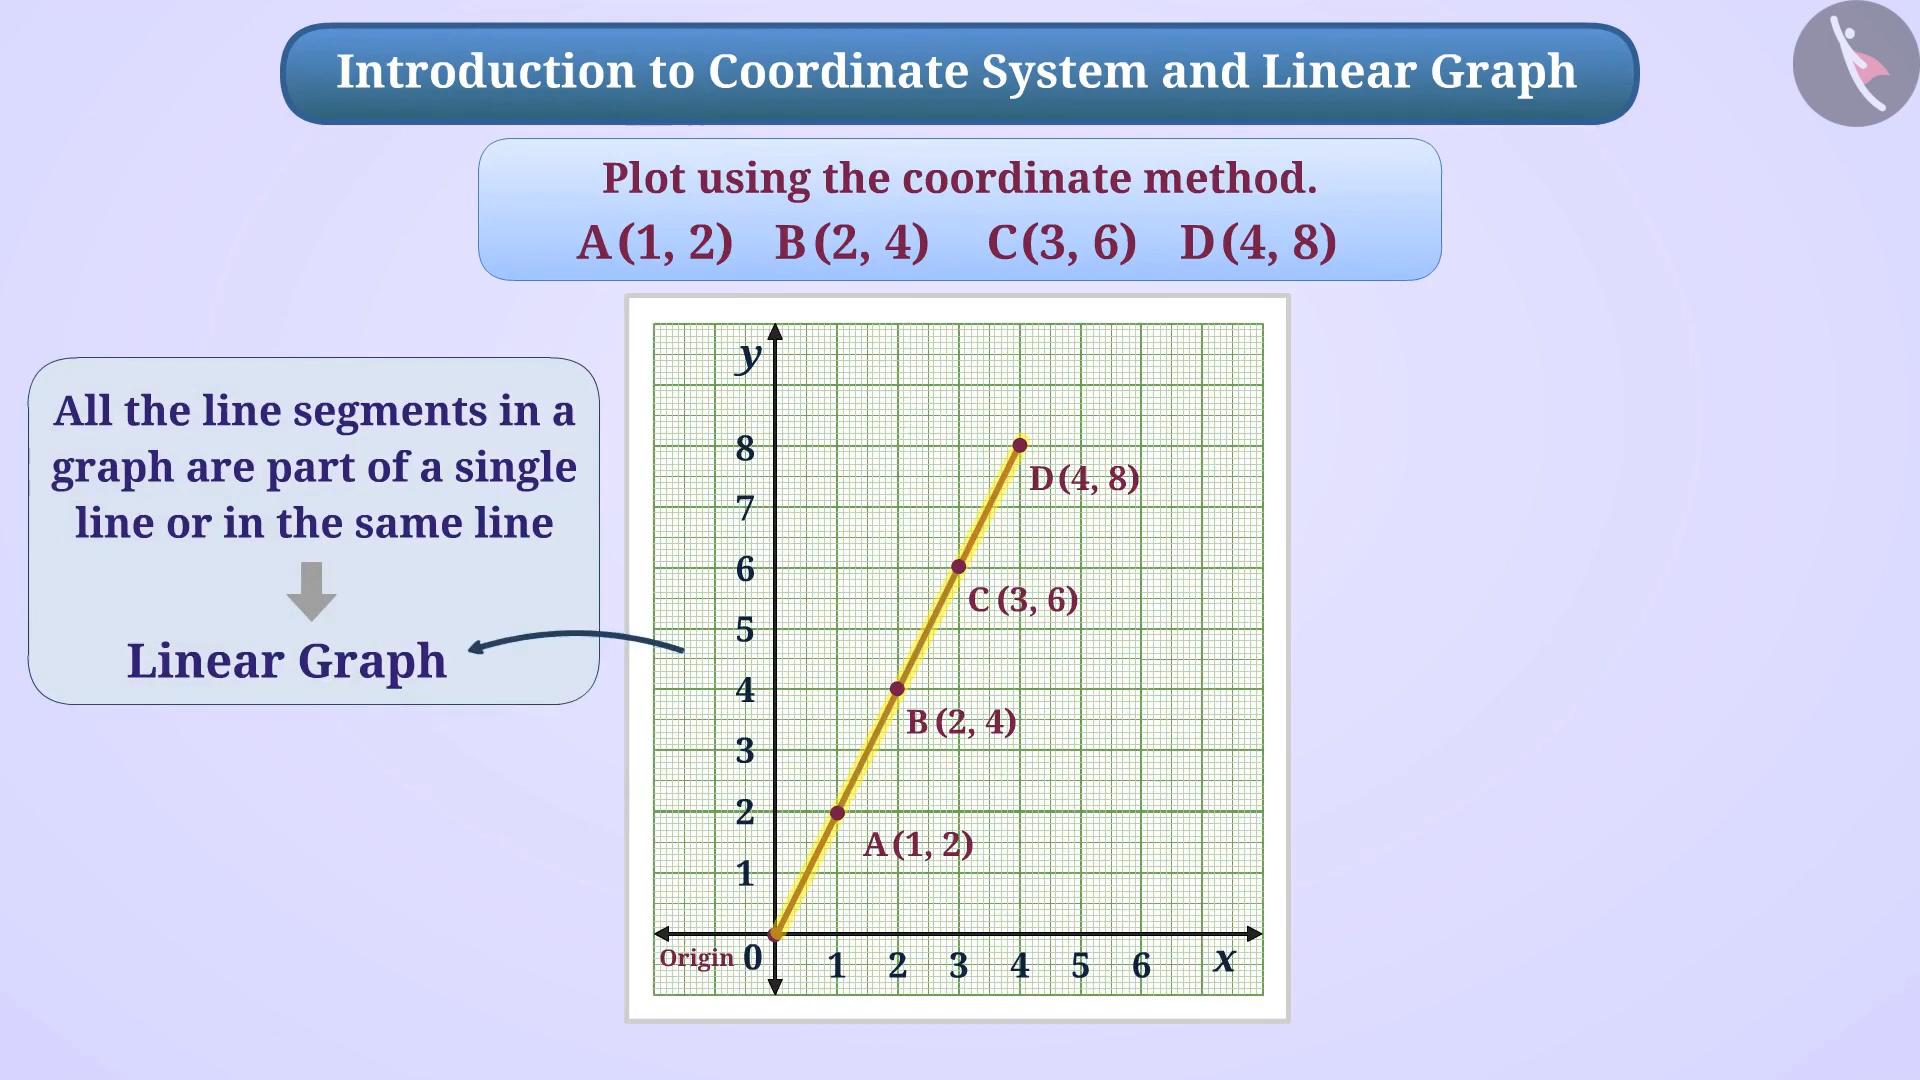 Introduction to Coordinate System and Linear Graph
Plot using the coordinate method.
A (1, 2) B (2, 4) C (3, 6) D (4, 8)
All the line segments in a
graph are part of a single
line or in the same line
Linear Graph
y
8
7
6
5
4
3
2
1
D (4, 8)
C (3, 6)
B (2, 4)
A (1, 2)
Origin 0 1 2 3 4 5 6 x